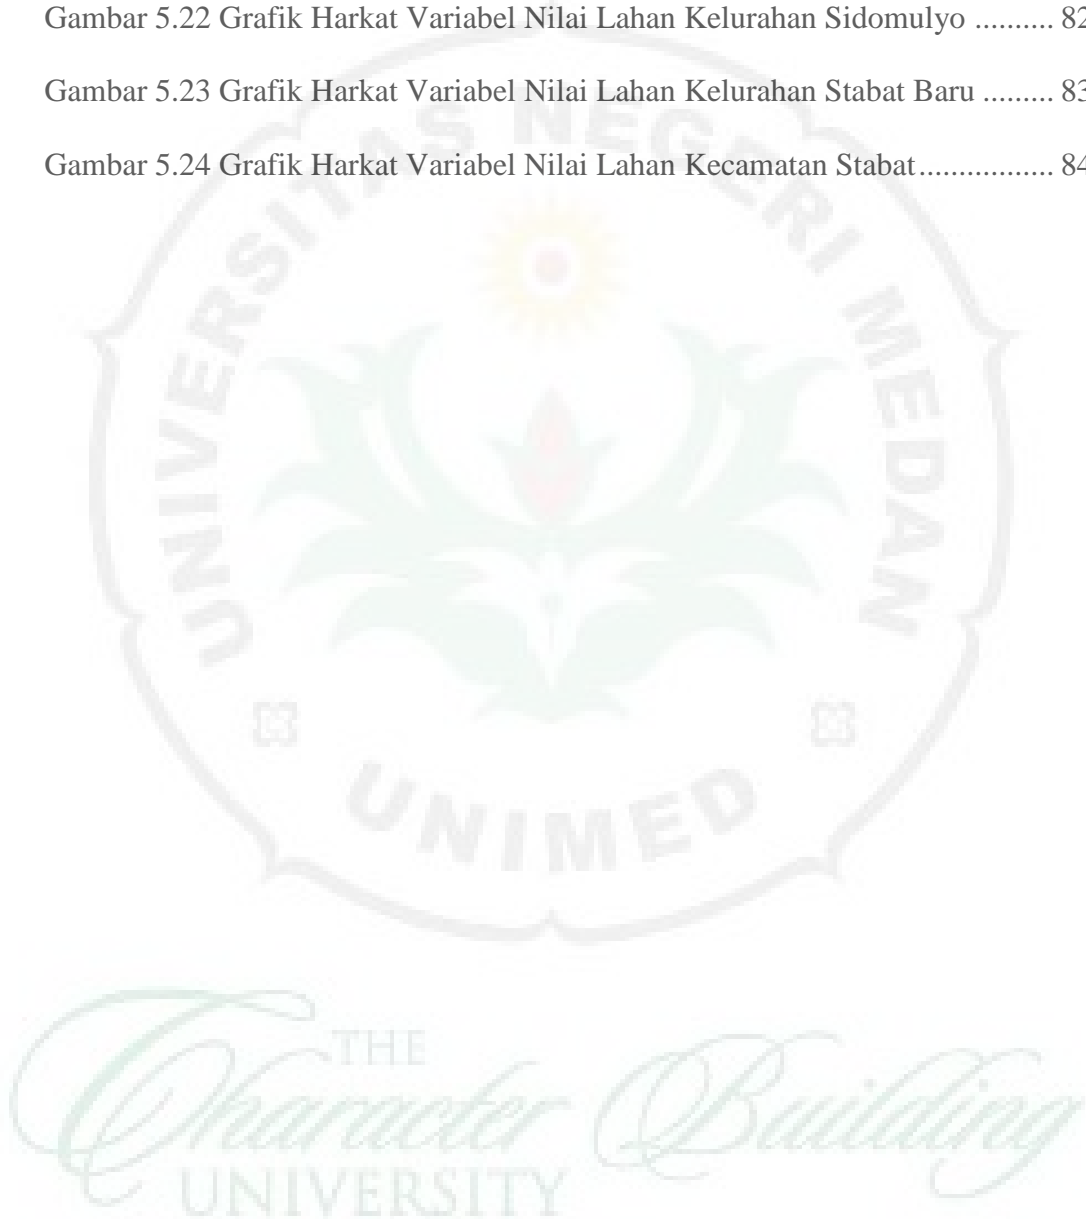 Gambar 5.22 Grafik Harkat Variabel Nilai Lahan Kelurahan Sidomulyo .......... 82
Gambar 5.23 Grafik Harkat Variabel Nilai Lahan Kelurahan Stabat Baru ......... 83
Gambar 5.24 Grafik Harkat Variabel Nilai Lahan Kecamatan Stabat................. 84
UNIVERSITAS NEGERI MEDAN
UNIMED
THE
Character Building
UNIVERSITY